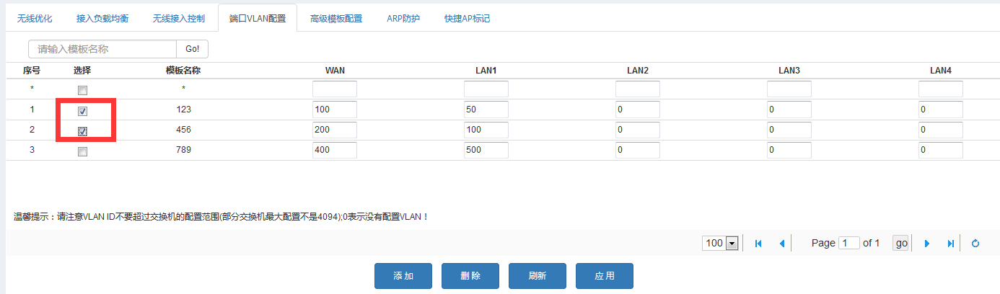 无线优化 接入负载均衡 无线接入控制 端口VLAN配置 高级模板配置 ARP防护 快捷AP标记
请输入模板名称 Go!
序号 选择 模板名称 WAN LAN1 LAN2 LAN3 LAN4
* *
1 123 100 50 0 0 0
2 456 200 100 0 0 0
3 789 400 500 0 0 0
温馨提示：请注意VLAN ID不要超过交换机的配置范围(部分交换机最大配置不是4094);0表示没有配置VLAN！
100 Page 1 of 1 go
添 加 删 除 刷新 应 用